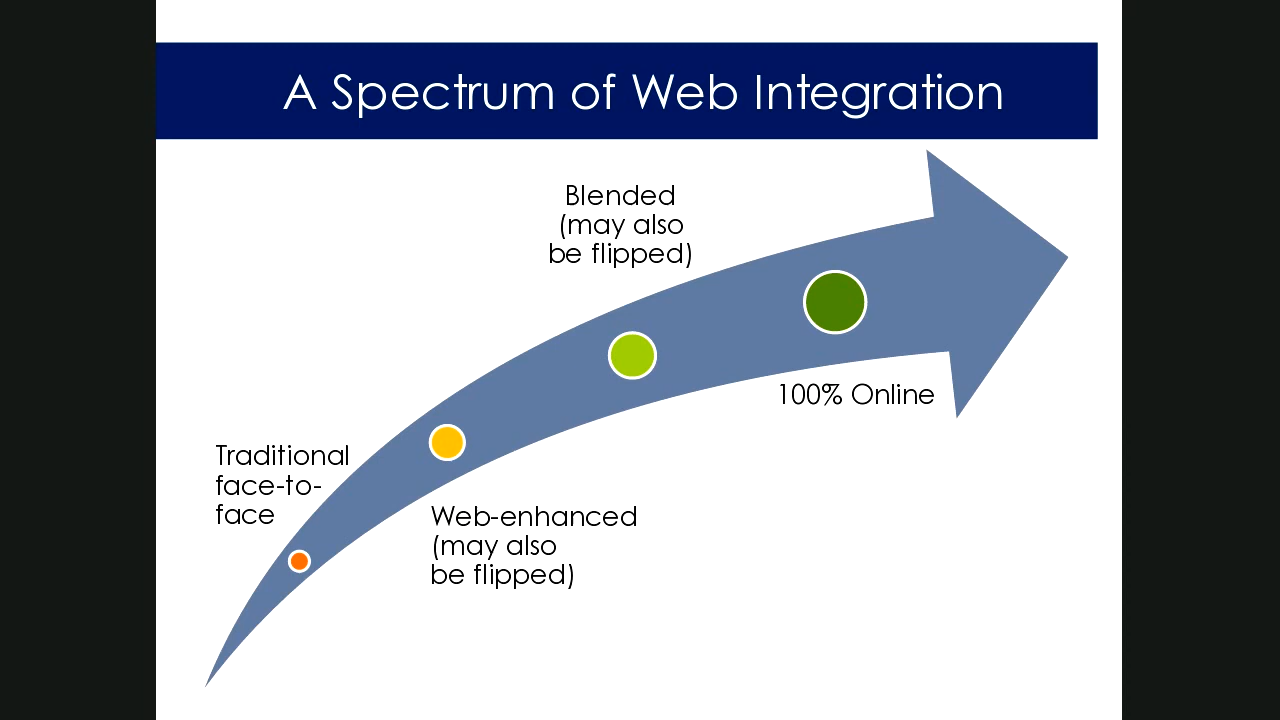 A Spectrum of Web Integration
Blended
(may also
be flipped)
100% Online
Traditional
face-to-
face
Web-enhanced
(may also
be flipped)